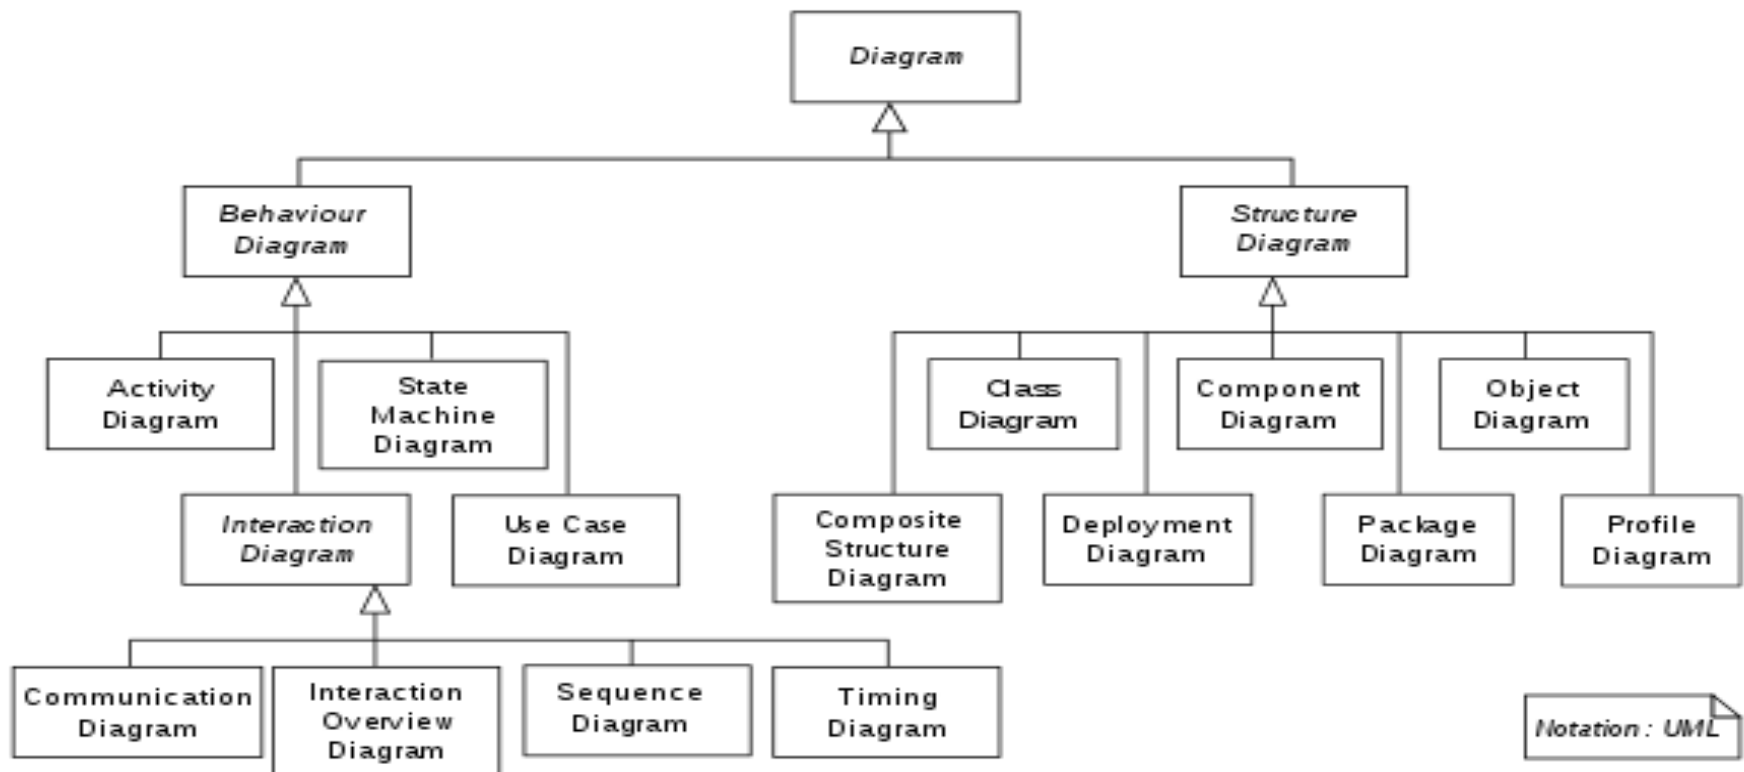 Diagram
Behaviour
Diagram
Structure
Diagram
Activity
Diagram
State
Machine
Diagram
Class
Diagram
Component
Diagram
Object
Diagram
Interaction
Diagram
Use Case
Diagram
Composite
Structure
Diagram
Deployment
Diagram
Package
Diagram
Profile
Diagram
Communication
Diagram
Interaction
Overview
Diagram
Sequence
Diagram
Timing
Diagram
Notation: UML